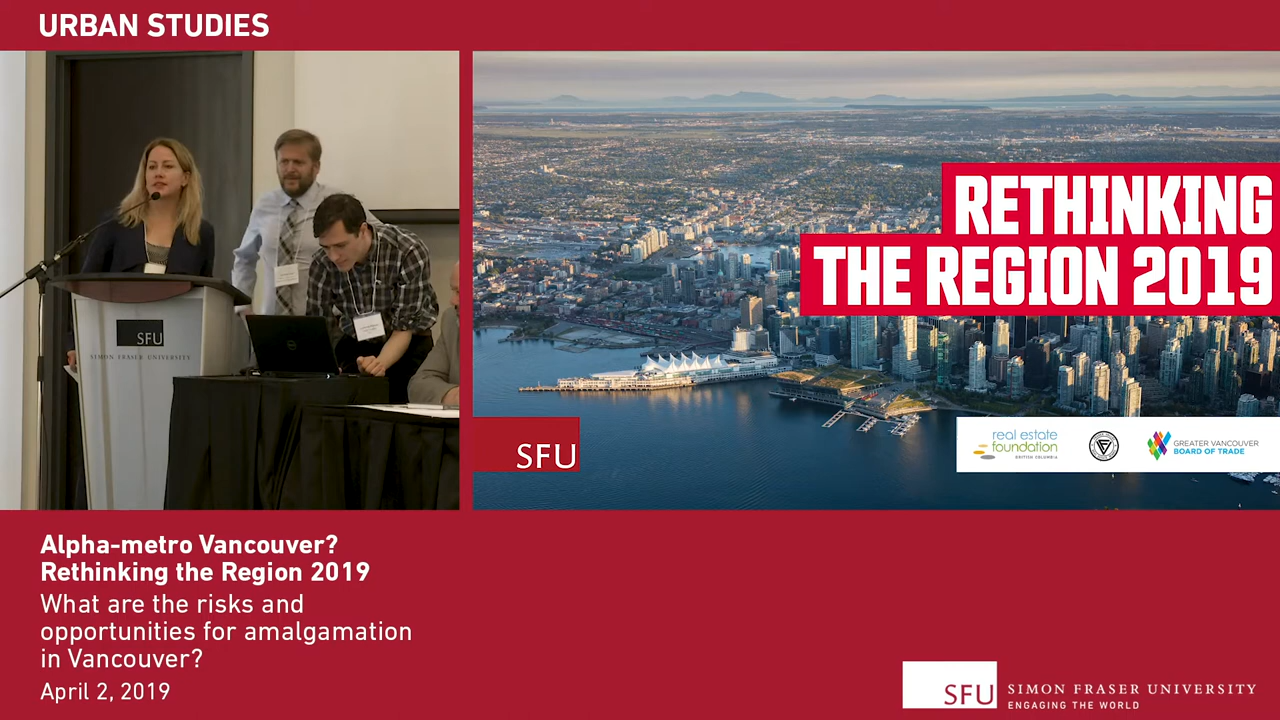 URBAN STUDIES
SFU
SIMON FRASER UNIVERSITY
RETHINKING
THE REGION 2019
SFU
real estate
foundation
BRITISH COLUMBIA
GREATER VANCOUVER
BOARD OF TRADE
Alpha-metro Vancouver?
Rethinking the Region 2019
What are the risks and
opportunities for amalgamation
in Vancouver?
April 2, 2019
SFU
SIMON FRASER UNIVERSITY
ENGAGING THE WORLD